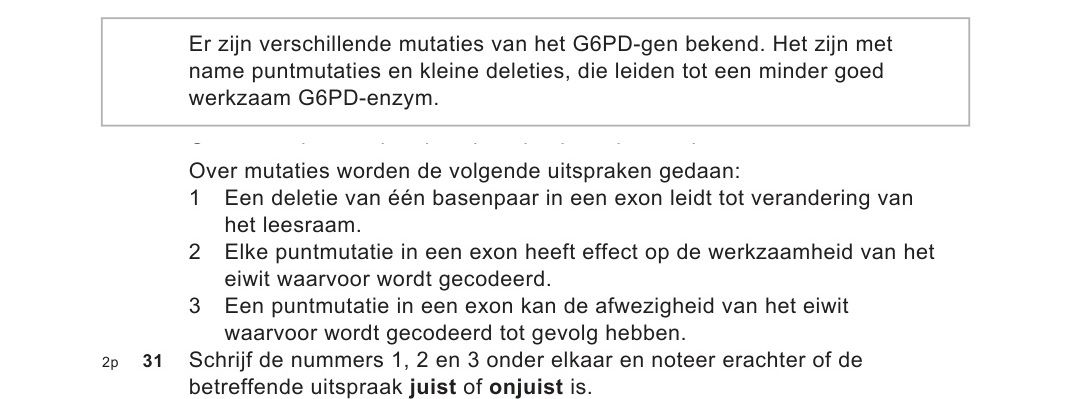 Er zijn verschillende mutaties van het G6PD-gen bekend. Het zijn met
name puntmutaties en kleine deleties, die leiden tot een minder goed
werkzaam G6PD-enzym.
Over mutaties worden de volgende uitspraken gedaan:
1 Een deletie van één basenpaar in een exon leidt tot verandering van
het leesraam.
2 Elke puntmutatie in een exon heeft effect op de werkzaamheid van het
eiwit waarvoor wordt gecodeerd.
3 Een puntmutatie in een exon kan de afwezigheid van het eiwit
waarvoor wordt gecodeerd tot gevolg hebben.
2p 31 Schrijf de nummers 1, 2 en 3 onder elkaar en noteer erachter of de
betreffende uitspraak juist of onjuist is.